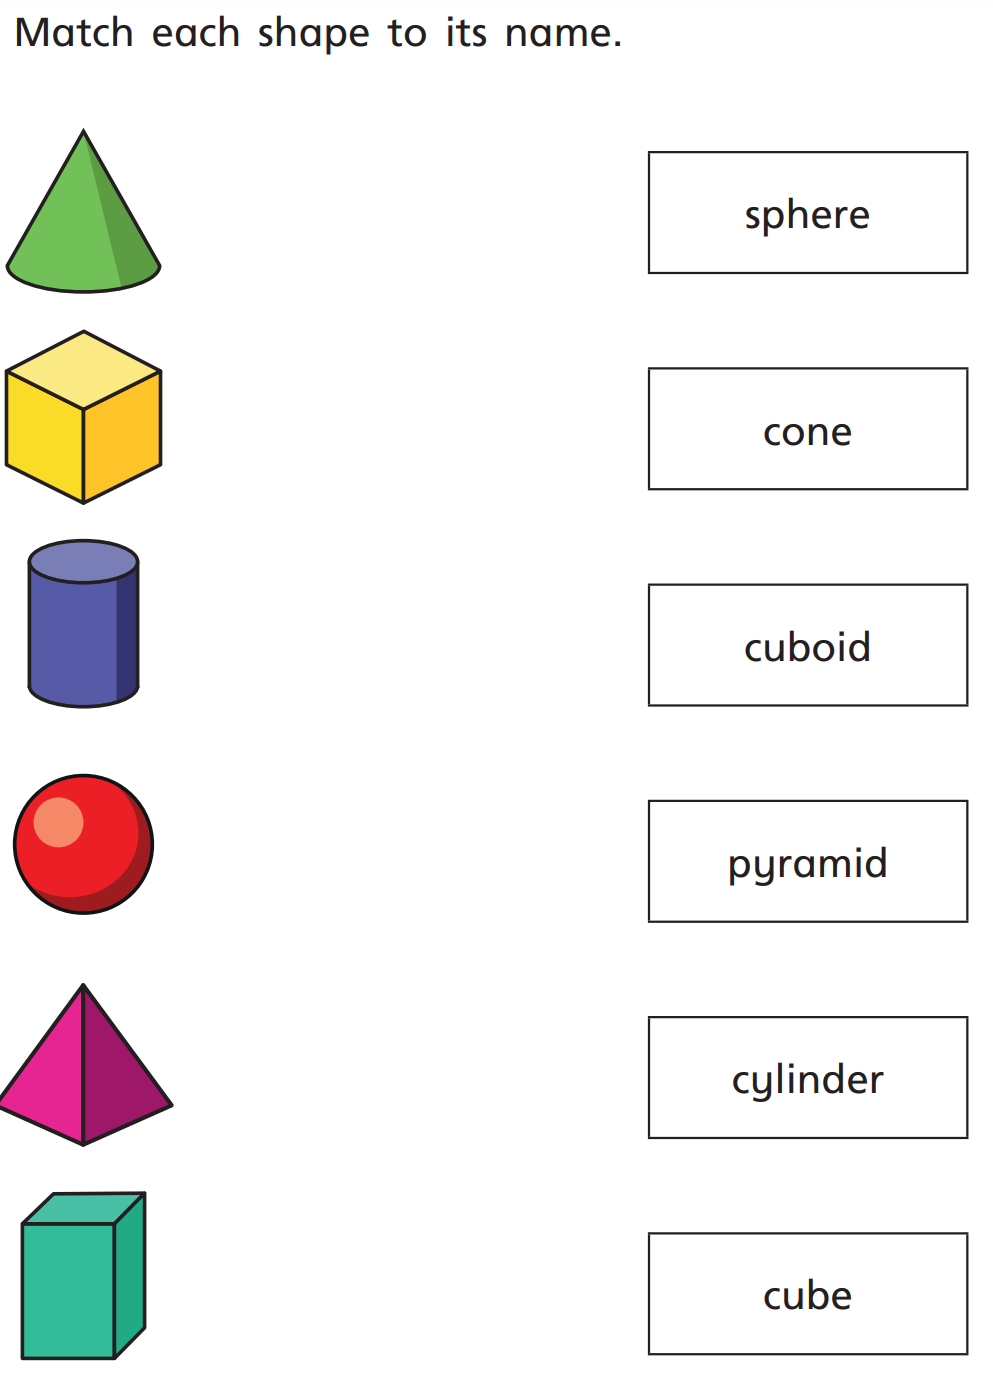 Match each shape to its name.
sphere
cone
cuboid
pyramid
cylinder
cube